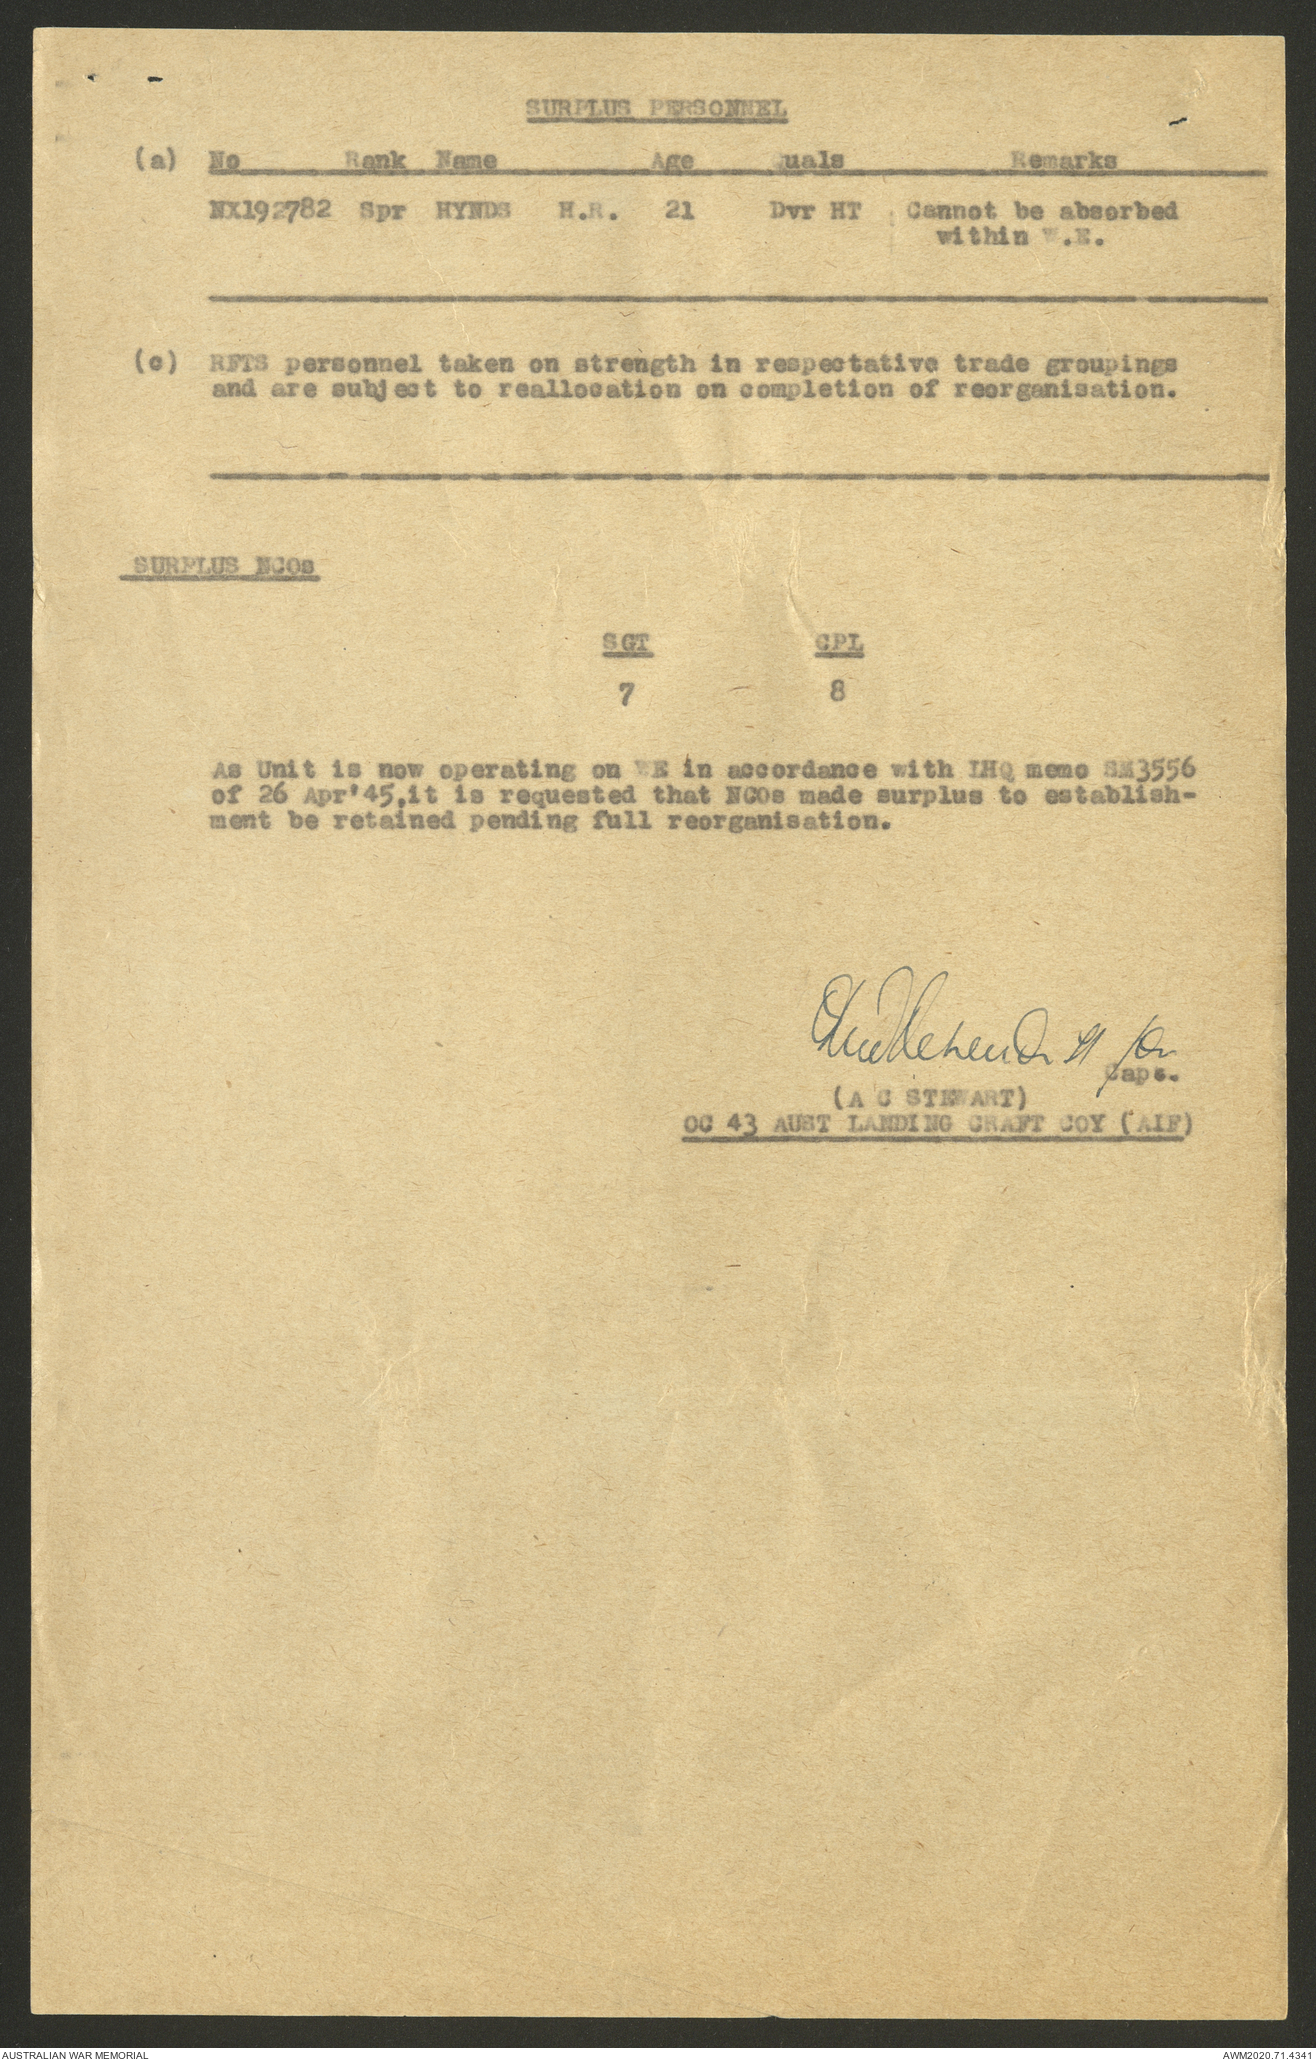 SURPLUS PERSONNEL
(a) No Rank Name Age Quals Remarks
NX192782 Spr HYNDS H.R. 21 Dvr HT Cannot be absorbed
within W.E.
(c) RFTS personnel taken on strength in respectative trade groupings
and are subject to reallocation on completion of reorganisation.
SURPLUS NCOs
SGT CPL
7 8
As Unit is now operating on WE in accordance with LHQ memo SM3556
of 26 Apr'45,it is requested that NCOs made surplus to establish-
ment be retained pending full reorganisation.
Lt for
Capt.
(A C STEWART)
OC 43 AUST LANDING CRAFT COY (AIF)
AUSTRALIAN WAR MEMORIAL
AWM2020.71.4341